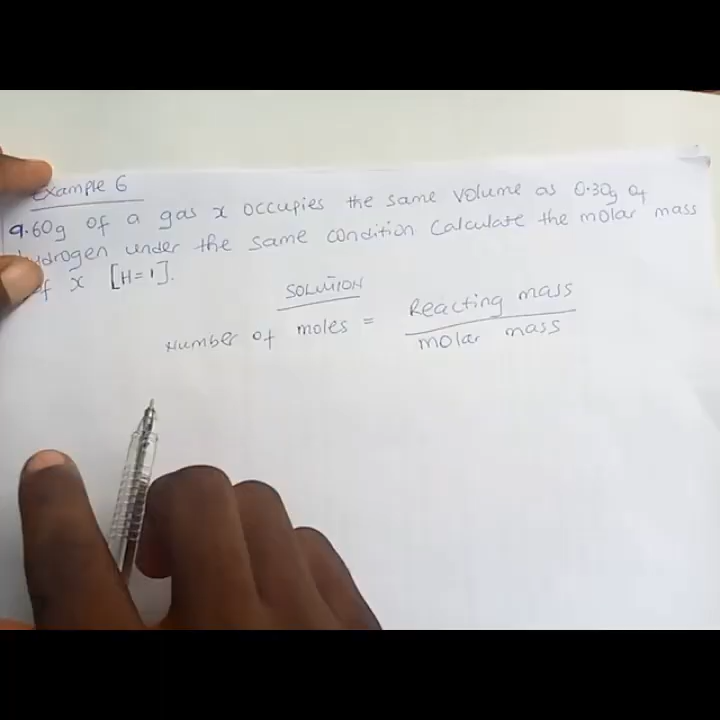 Example 6
9.60g of a gas x occupies the same volume as 0.30g of
hydrogen under the same condition Calculate the molar mass
of x [H=1].
SOLUTION
Number of moles = Reacting mass
molar mass